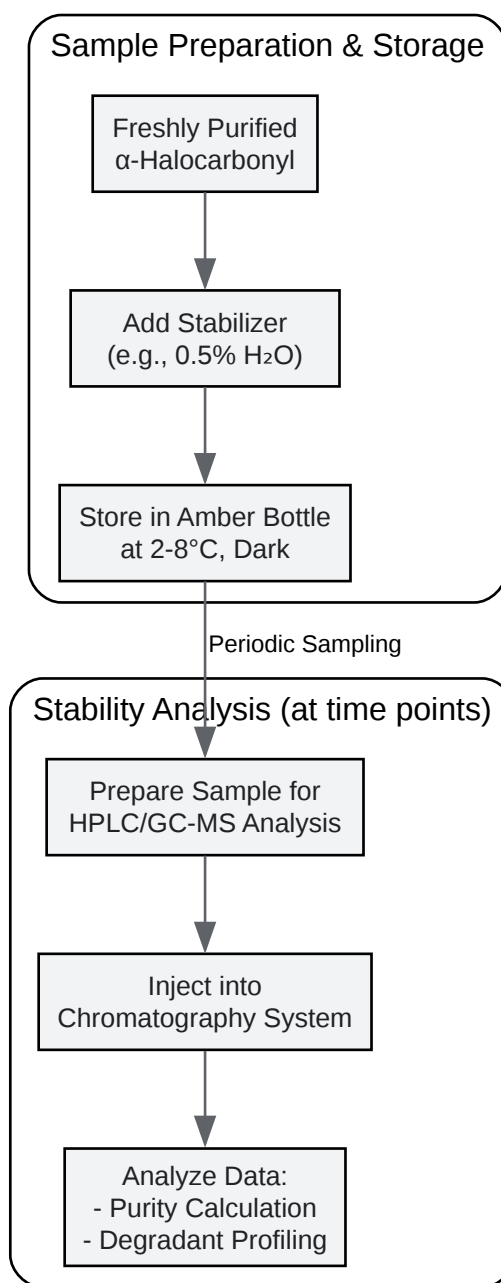 Sample Preparation & Storage
Freshly Purified
α-Halocarbonyl
Add Stabilizer
(e.g., 0.5% H₂O)
Store in Amber Bottle
at 2-8°C, Dark
Periodic Sampling
Stability Analysis (at time points)
Prepare Sample for
HPLC/GC-MS Analysis
Inject into
Chromatography System
Analyze Data:
- Purity Calculation
- Degradant Profiling